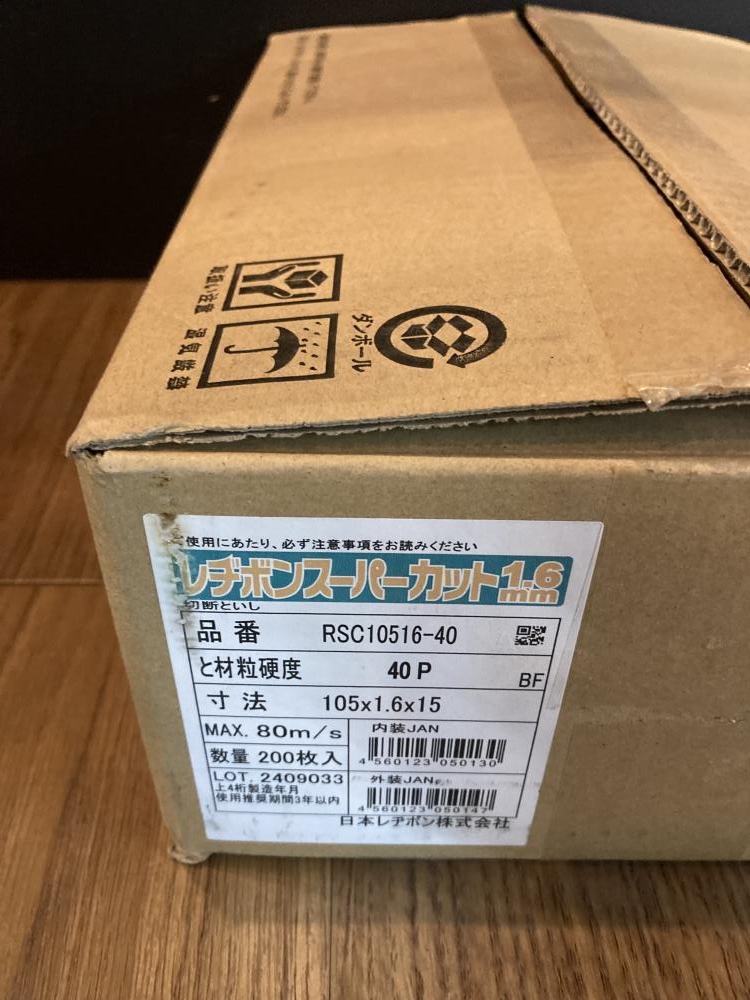 取扱い注意
湿気厳禁
ダンボール
使用にあたり、必ず注意事項をお読みください
レヂボンスーパーカット1.6mm
切断といし
品番 RSC10516-40
と材粒硬度 40P BF
寸法 105x1.6x15
MAX. 80m/s
数量 200枚入
LOT. 2409033
上4桁製造年月
使用推奨期間3年以内
内装JAN
4 560123 050130
外装JAN
4 560123 050147
日本レヂボン株式会社